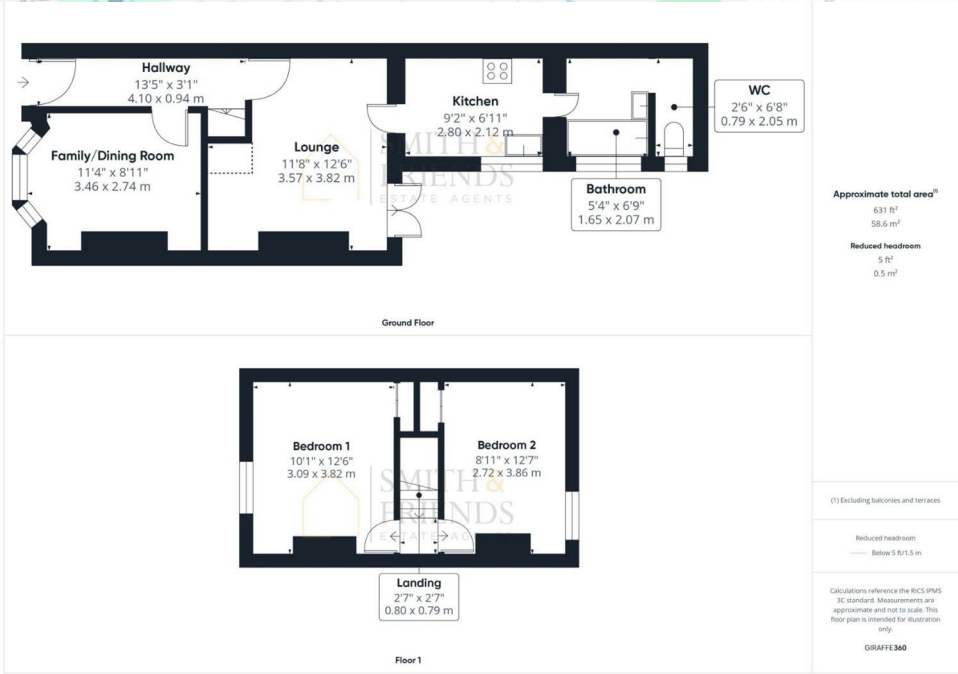 Hallway
13'5" x 3'1"
4.10 x 0.94 m
Family/Dining Room
11'4" x 8'11"
3.46 x 2.74 m
Lounge
11'8" x 12'6"
3.57 x 3.82 m
Kitchen
9'2" x 6'11"
2.80 x 2.12 m
WC
2'6" x 6'8"
0.79 x 2.05 m
Bathroom
5'4" x 6'9"
1.65 x 2.07 m
SMITH &
FRIENDS
ESTATE AGENTS
Ground Floor
Bedroom 1
10'1" x 12'6"
3.09 x 3.82 m
Bedroom 2
8'11" x 12'7"
2.72 x 3.86 m
SMITH &
FRIENDS
ESTATE AGENTS
Landing
2'7" x 2'7"
0.80 x 0.79 m
Floor 1
Approximate total area(1)
631 ft²
58.6 m²
Reduced headroom
5 ft²
0.5 m²
(1) Excluding balconies and terraces
Reduced headroom
Below 5 ft/1.5 m
Calculations reference the RICS IPMS
3C standard. Measurements are
approximate and not to scale. This
floor plan is intended for illustration
only.
GIRAFFE360